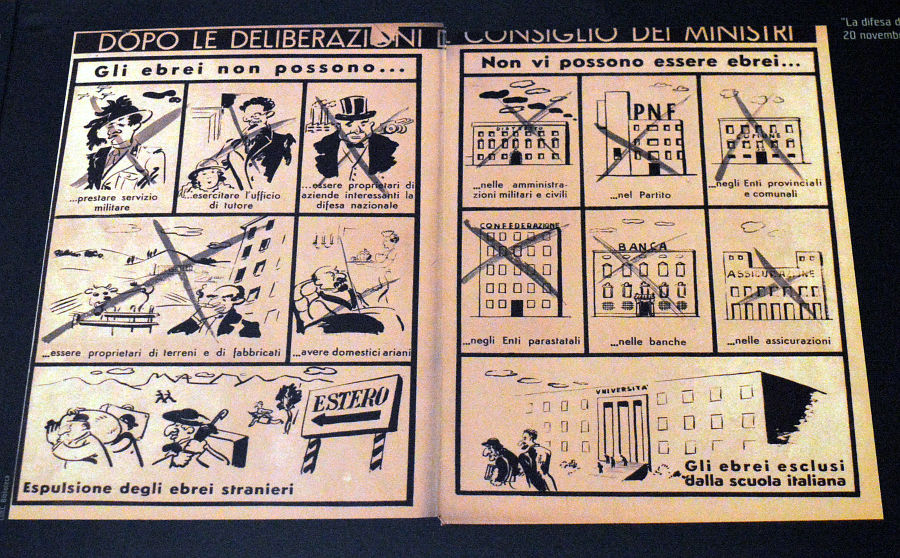 DOPO LE DELIBERAZIONI D CONSIGLIO DEI MINISTRI
Gli ebrei non possono...
...prestare servizio
militare
...esercitare l'ufficio
di tutore
...essere proprietari di
aziende interessanti la
difesa nazionale
...essere proprietari di terreni e di fabbricati
...avere domestici ariani
ESTERO
Espulsione degli ebrei stranieri
Non vi possono essere ebrei...
DISTRETTO
...nelle amministra-
zioni militari e civili
PNF
...nel Partito
COMUNE
...negli Enti provinciali
e comunali
CONFEDERAZIONE
...negli Enti parastatali
BANCA
...nelle banche
ASSICURAZIONE
...nelle assicurazioni
UNIVERSITA'
Gli ebrei esclusi
dalla scuola italiana
"La difesa d
20 novemb
Biblioteca